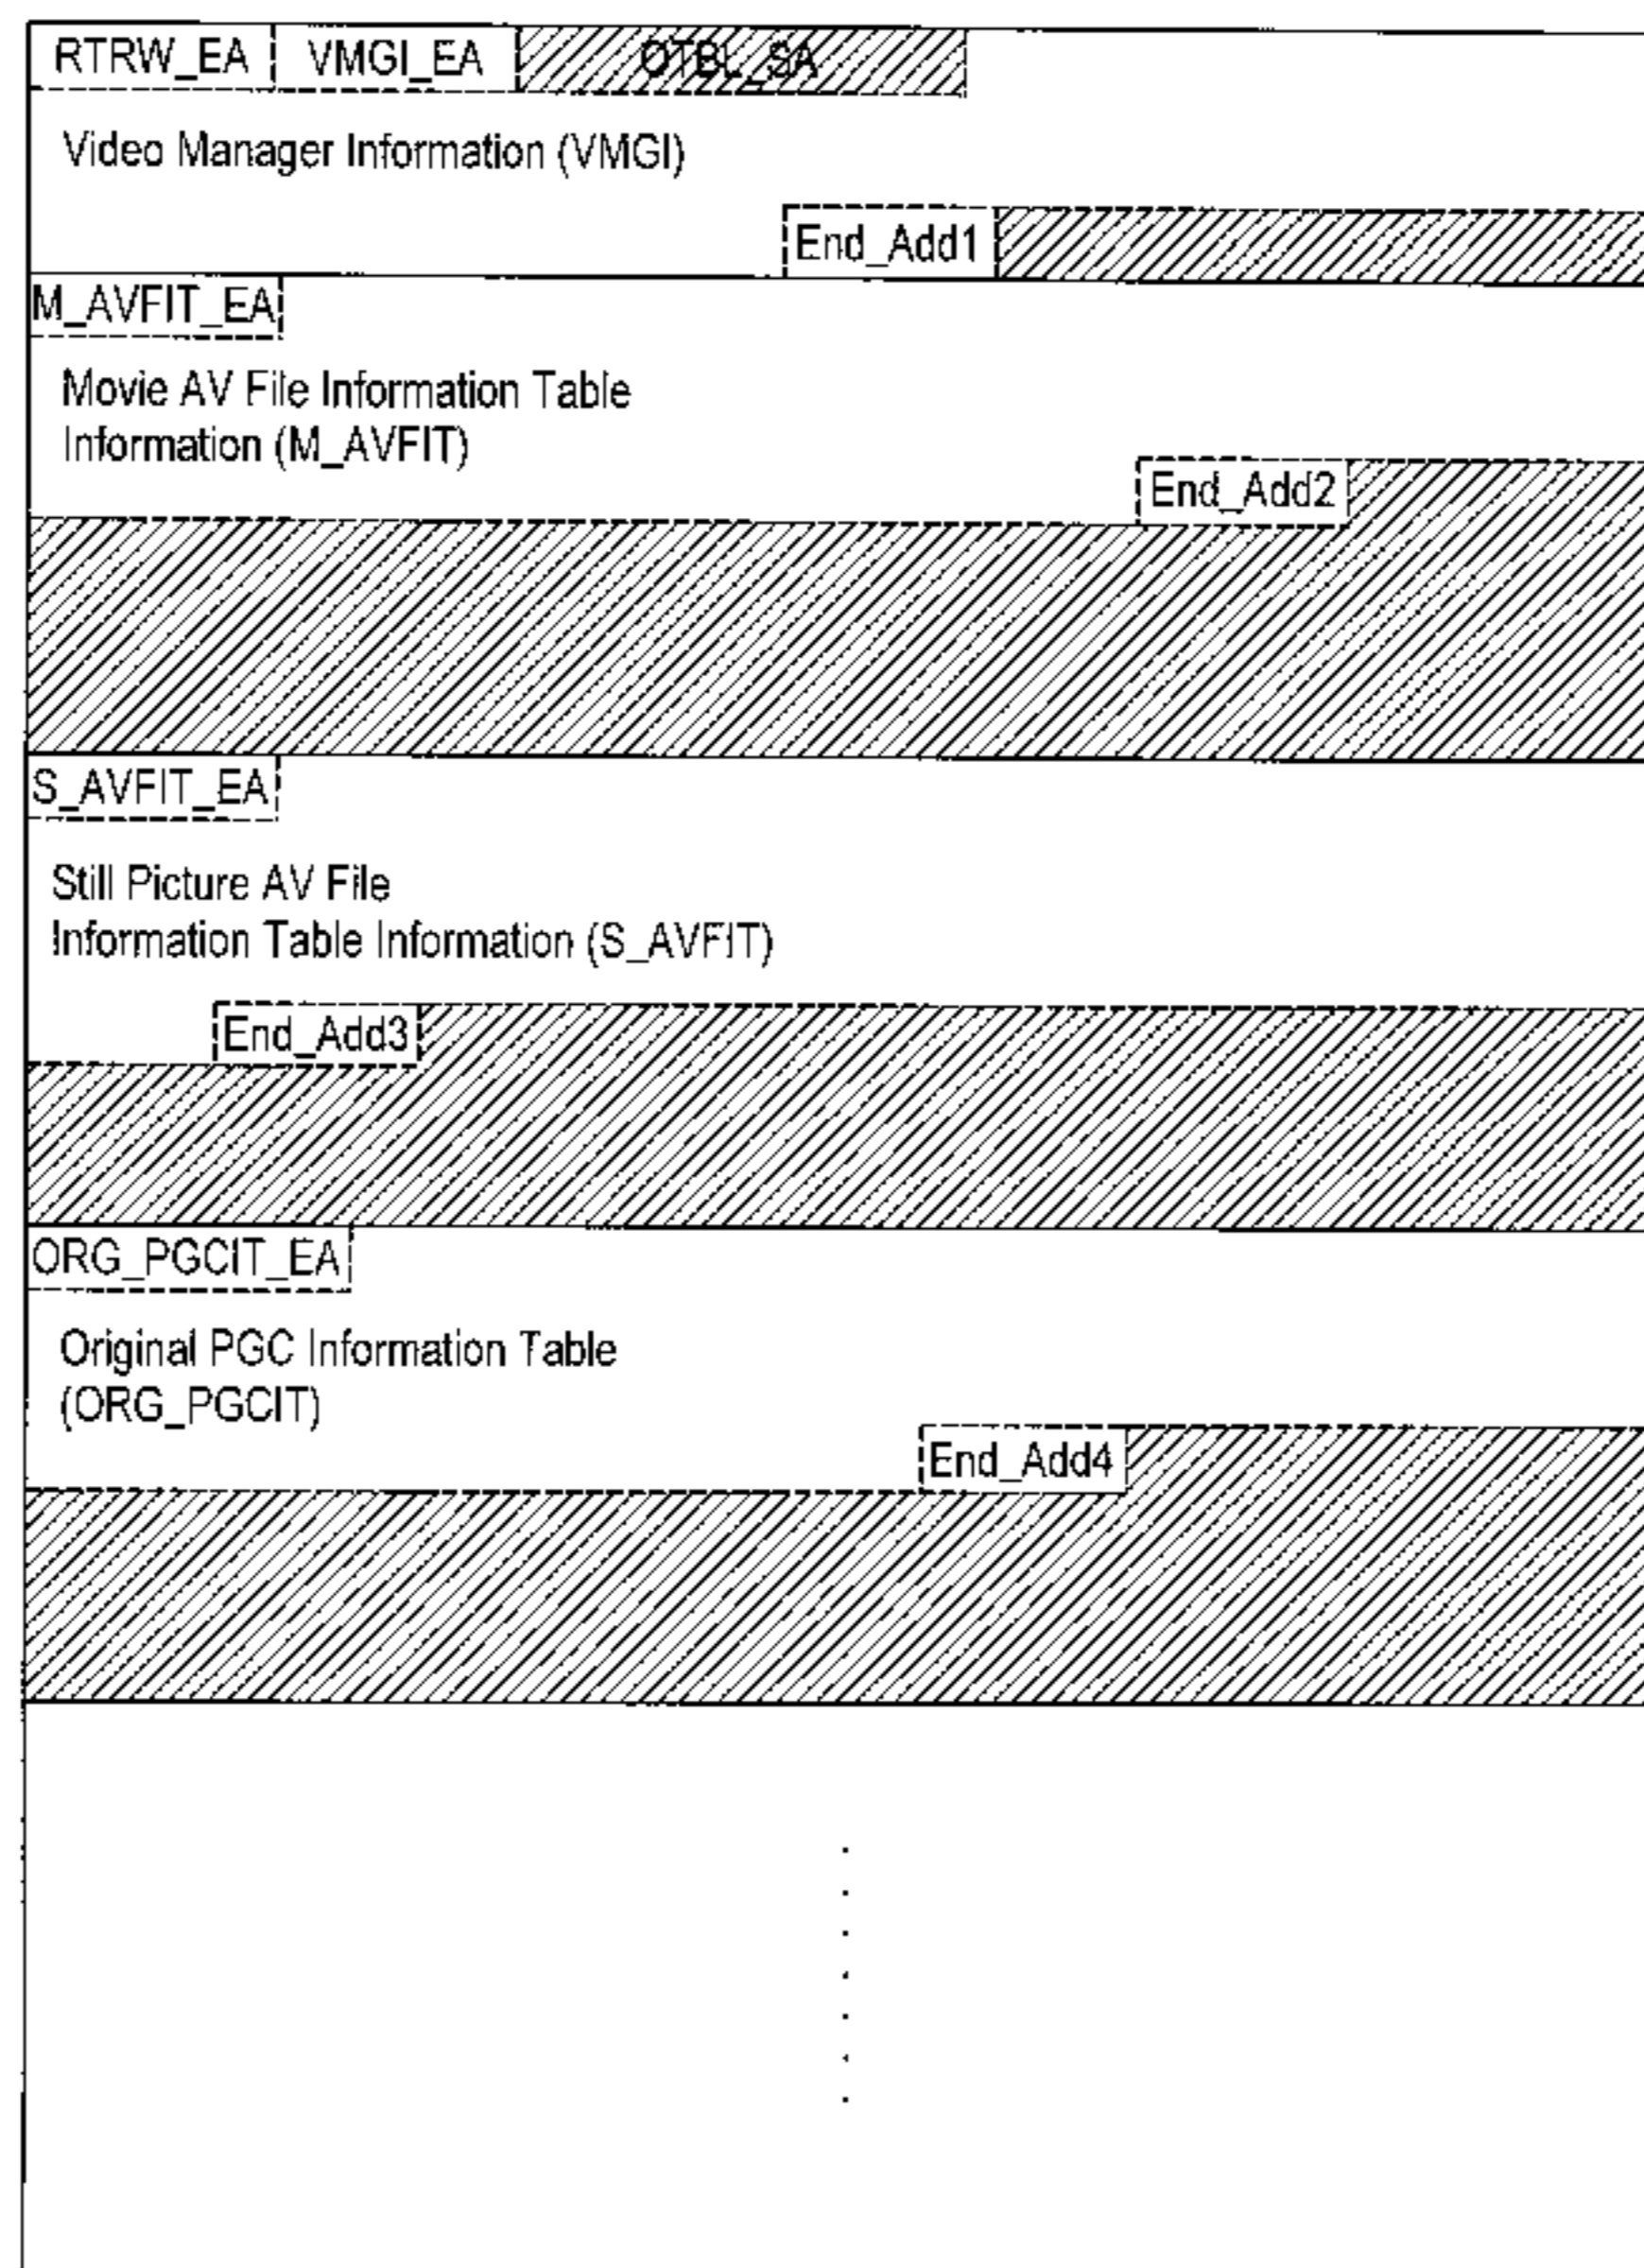 RTRW_EA VMGI_EA OTBL_SA
Video Manager Information (VMGI)
End_Add1
M_AVFIT_EA
Movie AV File Information Table
Information (M_AVFIT)
End_Add2
S_AVFIT_EA
Still Picture AV File
Information Table Information (S_AVFIT)
End_Add3
ORG_PGCIT_EA
Original PGC Information Table
(ORG_PGCIT)
End_Add4